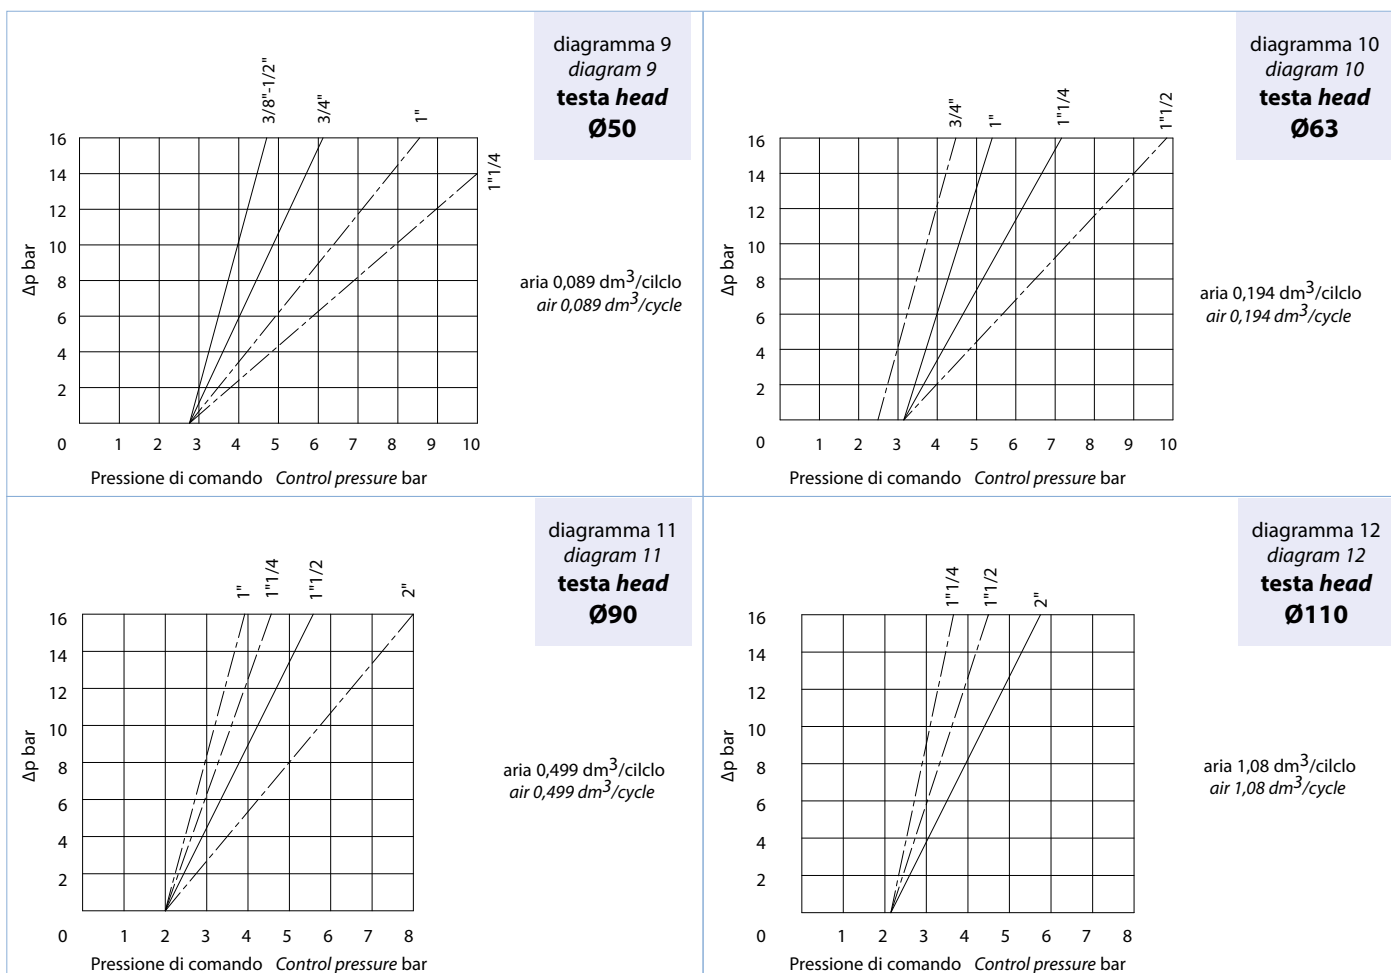 diagramma 9
diagram 9
testa head
Ø50
3/8"-1/2"
3/4"
1"
1"1/4
16
14
12
10
8
6
4
2
0
Δp bar
1 2 3 4 5 6 7 8 9 10
Pressione di comando Control pressure bar
aria 0,089 dm³/cilclo
air 0,089 dm³/cycle
diagramma 10
diagram 10
testa head
Ø63
3/4"
1"
1"1/4
1"1/2
16
14
12
10
8
6
4
2
0
Δp bar
1 2 3 4 5 6 7 8 9 10
Pressione di comando Control pressure bar
aria 0,194 dm³/cilclo
air 0,194 dm³/cycle
diagramma 11
diagram 11
testa head
Ø90
1"
1"1/4
1"1/2
2"
16
14
12
10
8
6
4
2
0
Δp bar
1 2 3 4 5 6 7 8
Pressione di comando Control pressure bar
aria 0,499 dm³/cilclo
air 0,499 dm³/cycle
diagramma 12
diagram 12
testa head
Ø110
1"1/4
1"1/2
2"
16
14
12
10
8
6
4
2
0
Δp bar
1 2 3 4 5 6 7 8
Pressione di comando Control pressure bar
aria 1,08 dm³/cilclo
air 1,08 dm³/cycle